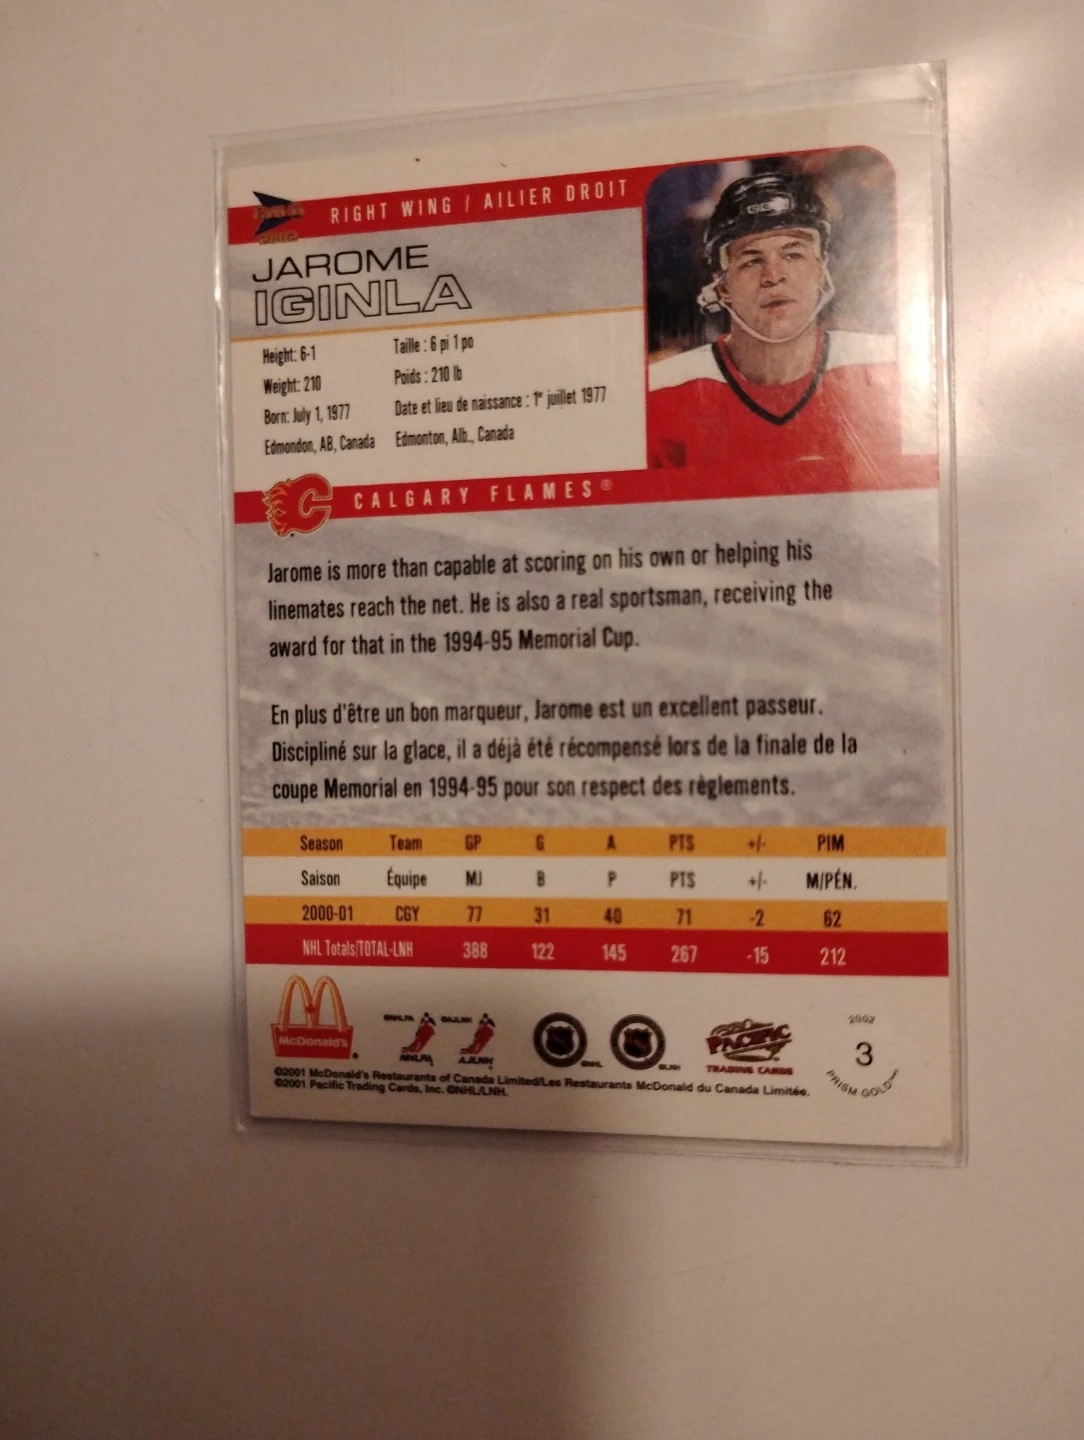 RIGHT WING / AILIER DROIT
2002
JAROME
IGINLA
Height: 6-1
Weight: 210
Born: July 1, 1977
Edmondon, AB, Canada
Taille : 6 pi 1 po
Poids : 210 lb
Date et lieu de naissance : 1er juillet 1977
Edmonton, Alb., Canada
CALGARY FLAMES®
Jarome is more than capable at scoring on his own or helping his
linemates reach the net. He is also a real sportsman, receiving the
award for that in the 1994-95 Memorial Cup.
En plus d'être un bon marqueur, Jarome est un excellent passeur.
Discipliné sur la glace, il a déjà été récompensé lors de la finale de la
coupe Memorial en 1994-95 pour son respect des règlements.
Season Team GP G A PTS +/- PIM
Saison Équipe MJ B P PTS +/- M/PÉN.
2000-01 CGY 77 31 40 71 -2 62
NHL Totals/TOTAL-LNH 388 122 145 267 -15 212
McDonald's
©NHLPA ©AJLNH
NHLPA AJLNH
©NHL ©LNH
PACIFIC
TRADING CARDS
2002
3
PRISM GOLD™
©2001 McDonald's Restaurants of Canada Limited/Les Restaurants McDonald du Canada Limitée.
©2001 Pacific Trading Cards, Inc. ©NHL/LNH.